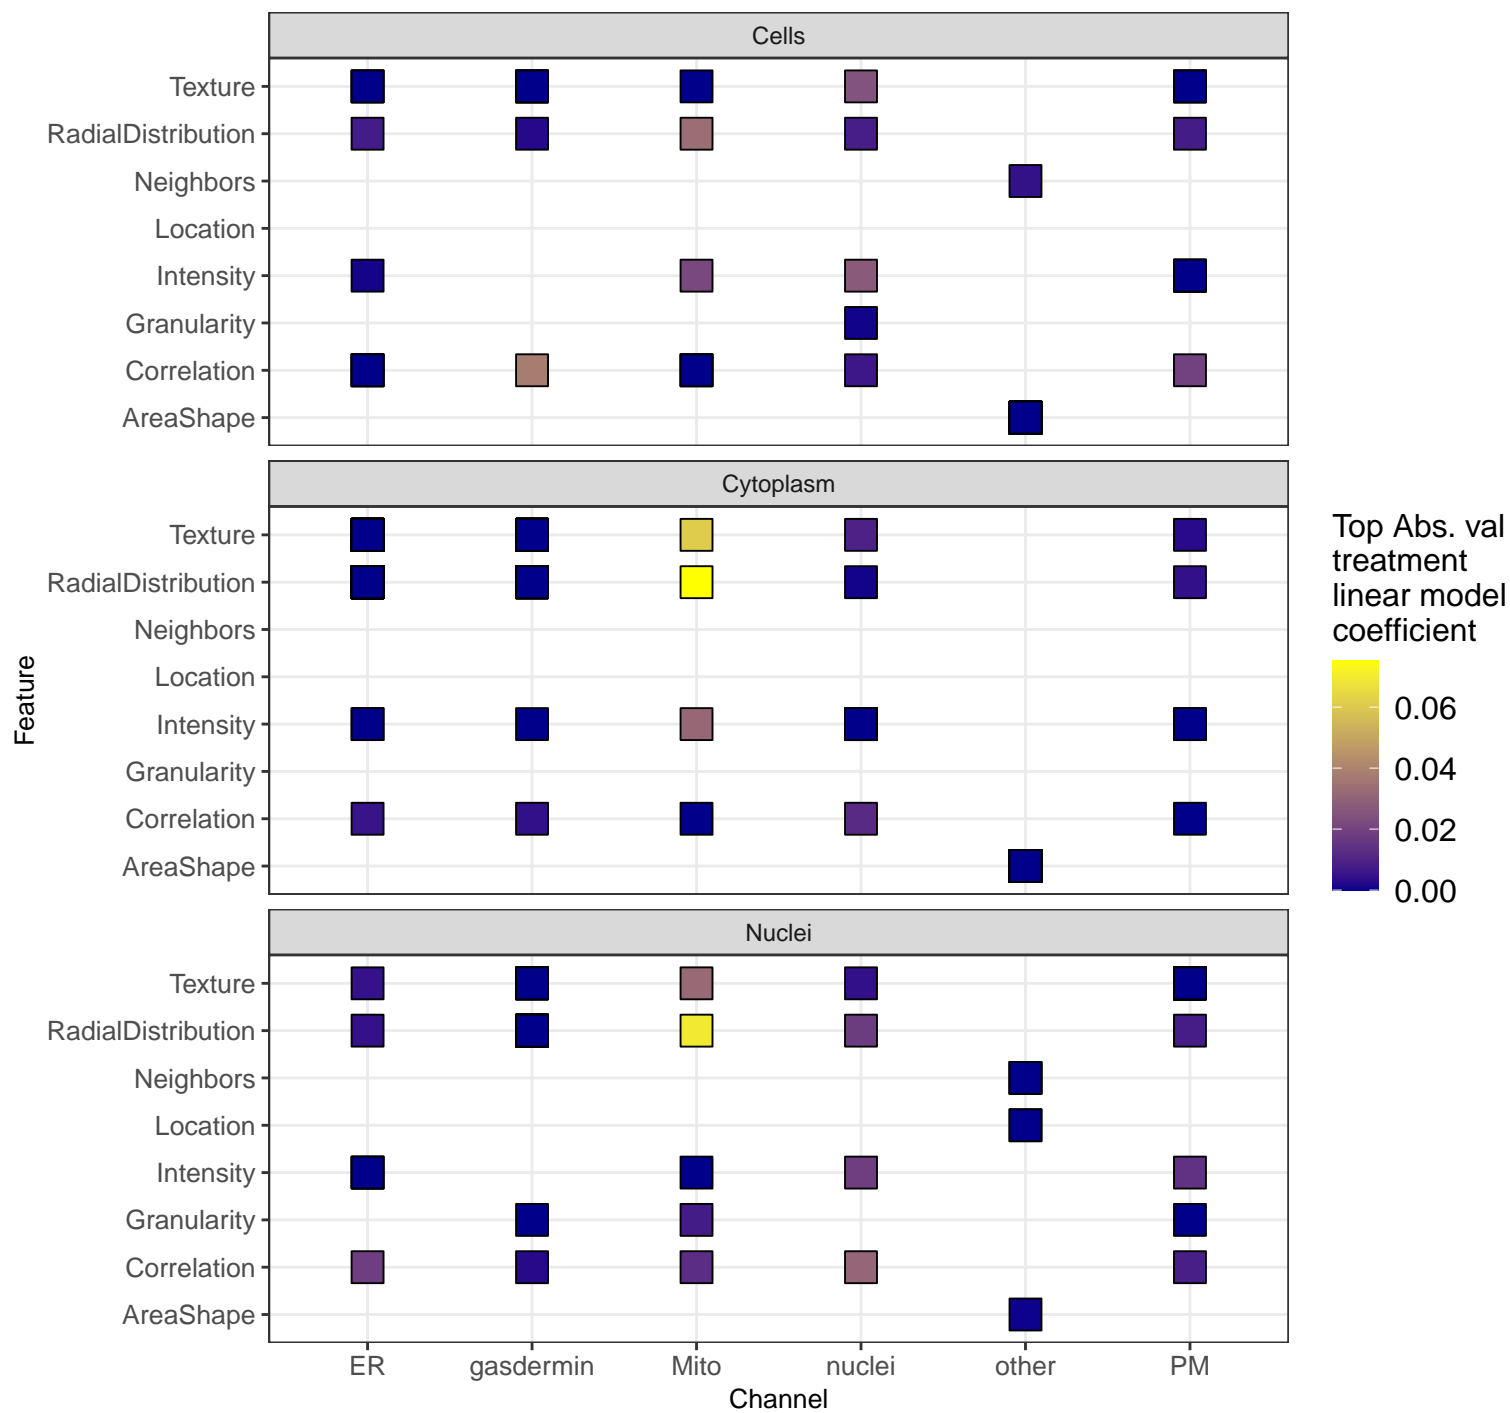 Cells
Texture
RadialDistribution
Neighbors
Location
Intensity
Granularity
Correlation
AreaShape
Cytoplasm
Texture
RadialDistribution
Neighbors
Location
Intensity
Granularity
Correlation
AreaShape
Nuclei
Texture
RadialDistribution
Neighbors
Location
Intensity
Granularity
Correlation
AreaShape
ER gasdermin Mito nuclei other PM
Channel
Feature
Top Abs. val
treatment
linear model
coefficient
0.06
0.04
0.02
0.00